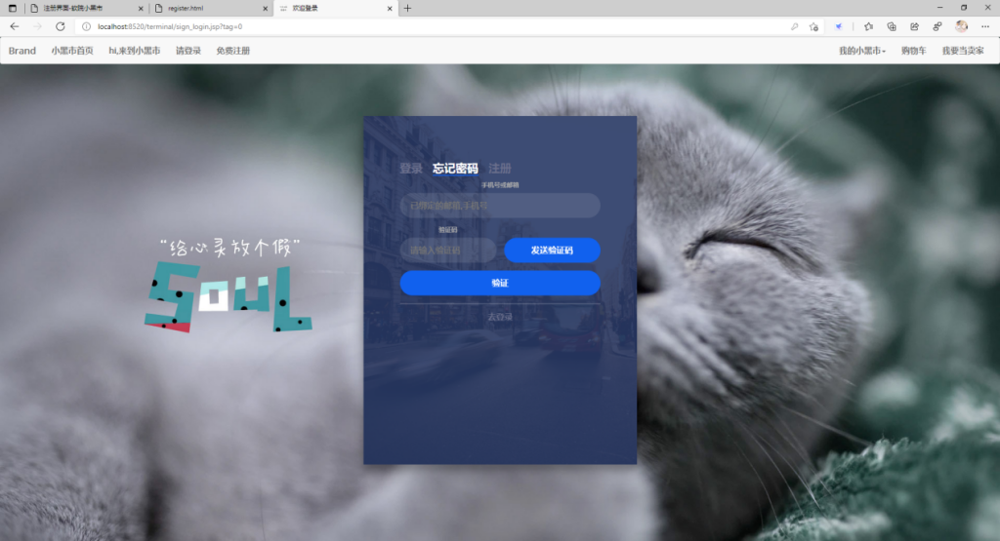 注册界面-欢购小黑市
register.html
欢迎登录
localhost:8520/terminal/sign_login.jsp?tag=0
Brand 小黑市首页 hi,来到小黑市 请登录 免费注册 我的小黑市 购物车 我要当卖家
登录 忘记密码 注册
手机号或邮箱
已绑定的邮箱/手机号
验证码
请输入验证码 发送验证码
验证
去登录
“给心灵放个假”
SOUL